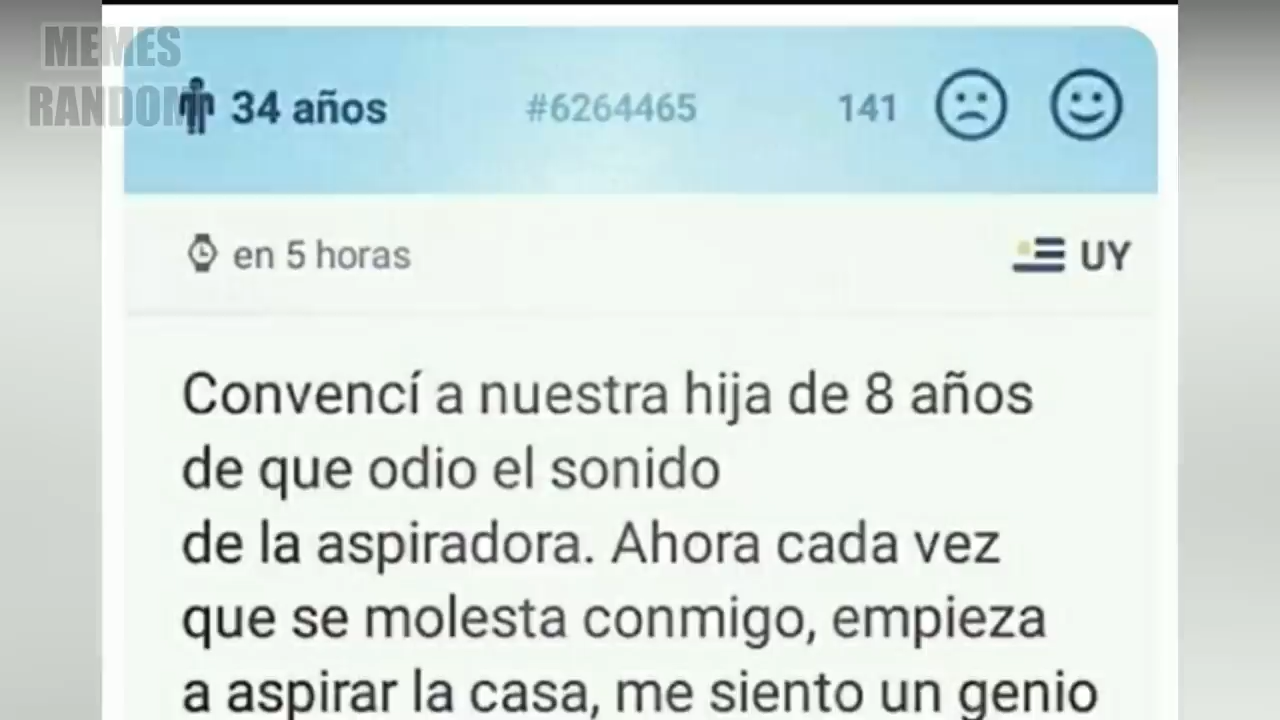 MEMES
RANDOM
34 años #6264465 141
en 5 horas UY
Convencí a nuestra hija de 8 años
de que odio el sonido
de la aspiradora. Ahora cada vez
que se molesta conmigo, empieza
a aspirar la casa, me siento un genio